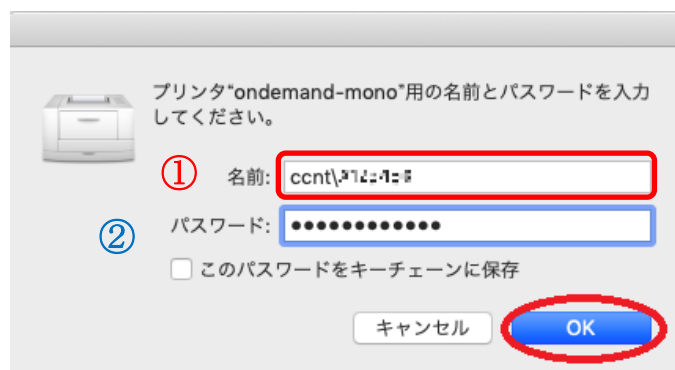 プリンタ“ondemand-mono”用の名前とパスワードを入力
してください。
① 名前: ccnt\
② パスワード: ●●●●●●●●●●●●
このパスワードをキーチェーンに保存
キャンセル OK